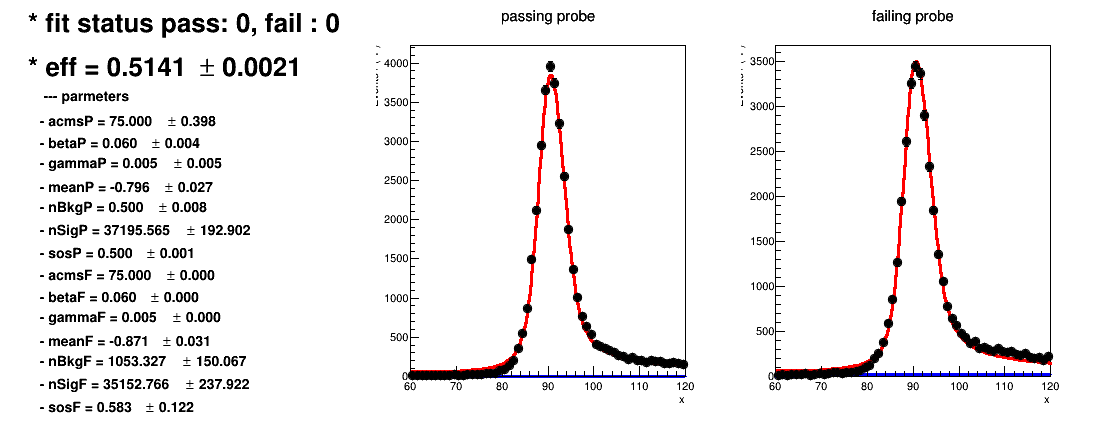 * fit status pass: 0, fail : 0
* eff = 0.5141 ± 0.0021
--- parmeters
- acmsP = 75.000 ± 0.398
- betaP = 0.060 ± 0.004
- gammaP = 0.005 ± 0.005
- meanP = -0.796 ± 0.027
- nBkgP = 0.500 ± 0.008
- nSigP = 37195.565 ± 192.902
- sosP = 0.500 ± 0.001
- acmsF = 75.000 ± 0.000
- betaF = 0.060 ± 0.000
- gammaF = 0.005 ± 0.000
- meanF = -0.871 ± 0.031
- nBkgF = 1053.327 ± 150.067
- nSigF = 35152.766 ± 237.922
- sosF = 0.583 ± 0.122
passing probe
4000
3500
3000
2500
2000
1500
1000
500
0
60 70 80 90 100 110 120
x
failing probe
3500
3000
2500
2000
1500
1000
500
0
60 70 80 90 100 110 120
x